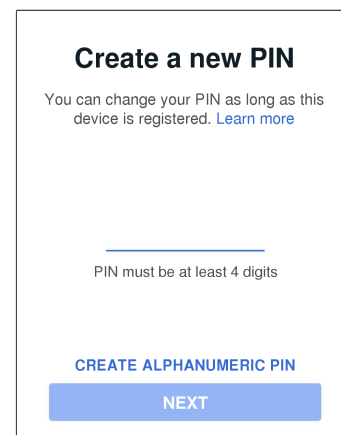 Create a new PIN
You can change your PIN as long as this
device is registered. Learn more
PIN must be at least 4 digits
CREATE ALPHANUMERIC PIN
NEXT